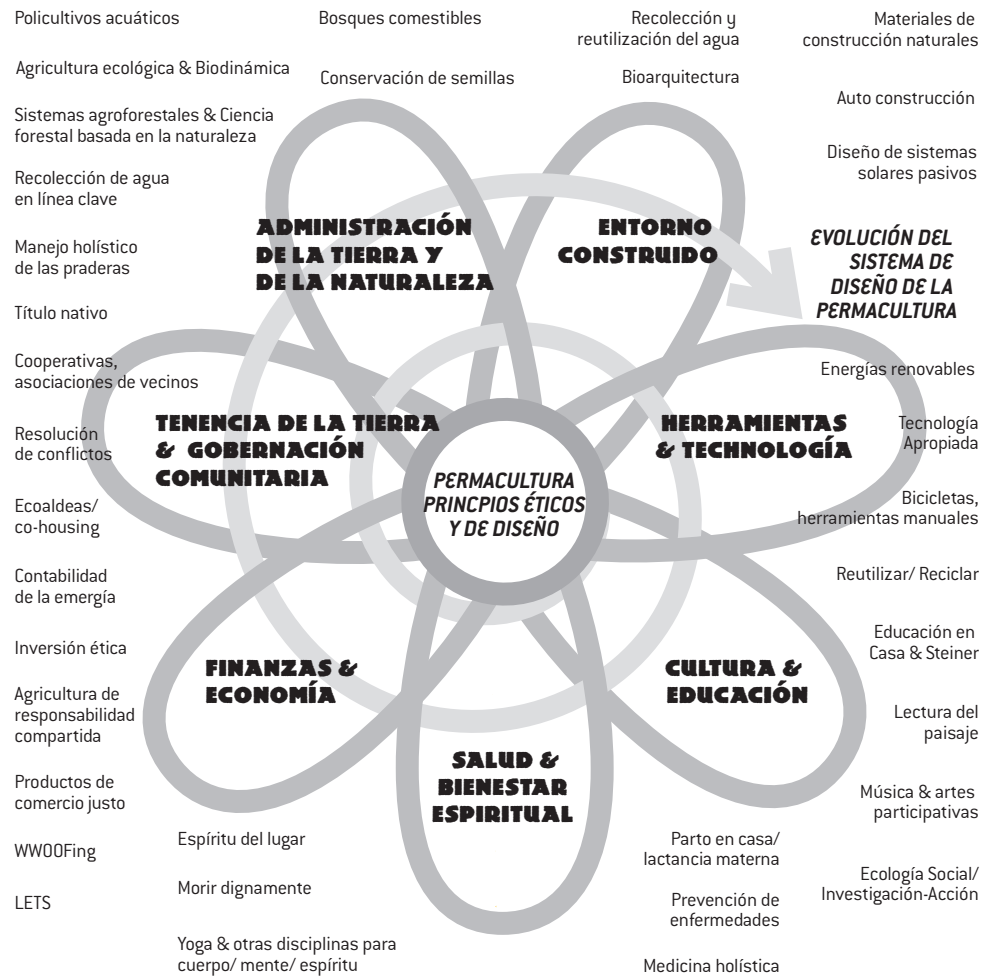 Policultivos acuáticos
Bosques comestibles
Recolección y
reutilización del agua
Materiales de
construcción naturales
Agricultura ecológica & Biodinámica
Conservación de semillas
Bioarquitectura
Sistemas agroforestales & Ciencia
forestal basada en la naturaleza
Auto construcción
Diseño de sistemas
solares pasivos
Recolección de agua
en línea clave
Manejo holístico
de las praderas
Título nativo
ADMINISTRACIÓN
DE LA TIERRA Y
DE LA NATURALEZA
ENTORNO
CONSTRUIDO
EVOLUCIÓN DEL
SISTEMA DE
DISEÑO DE LA
PERMACULTURA
Cooperativas,
asociaciones de vecinos
Resolución
de conflictos
Ecoaldeas/
co-housing
TENENCIA DE LA TIERRA
& GOBERNACIÓN
COMUNITARIA
PERMACULTURA
PRINCPIOS ÉTICOS
Y DE DISEÑO
HERRAMIENTAS
& TECHNOLOGÍA
Energías renovables
Tecnología
Apropiada
Bicicletas,
herramientas manuales
Reutilizar/ Reciclar
Contabilidad
de la emergía
Inversión ética
Agricultura de
responsabilidad
compartida
Productos de
comercio justo
WWOOFing
LETS
FINANZAS &
ECONOMÍA
SALUD &
BIENESTAR
ESPIRITUAL
CULTURA &
EDUCACIÓN
Educación en
Casa & Steiner
Lectura del
paisaje
Música & artes
participativas
Ecología Social/
Investigación-Acción
Espíritu del lugar
Morir dignamente
Yoga & otras disciplinas para
cuerpo/ mente/ espíritu
Parto en casa/
lactancia materna
Prevención de
enfermedades
Medicina holística